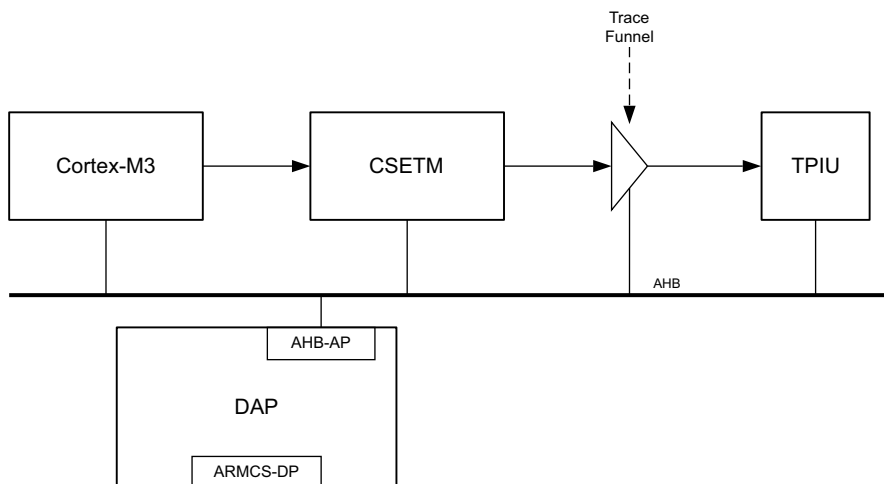 Trace
Funnel
Cortex-M3
CSETM
TPIU
AHB
AHB-AP
DAP
ARMCS-DP